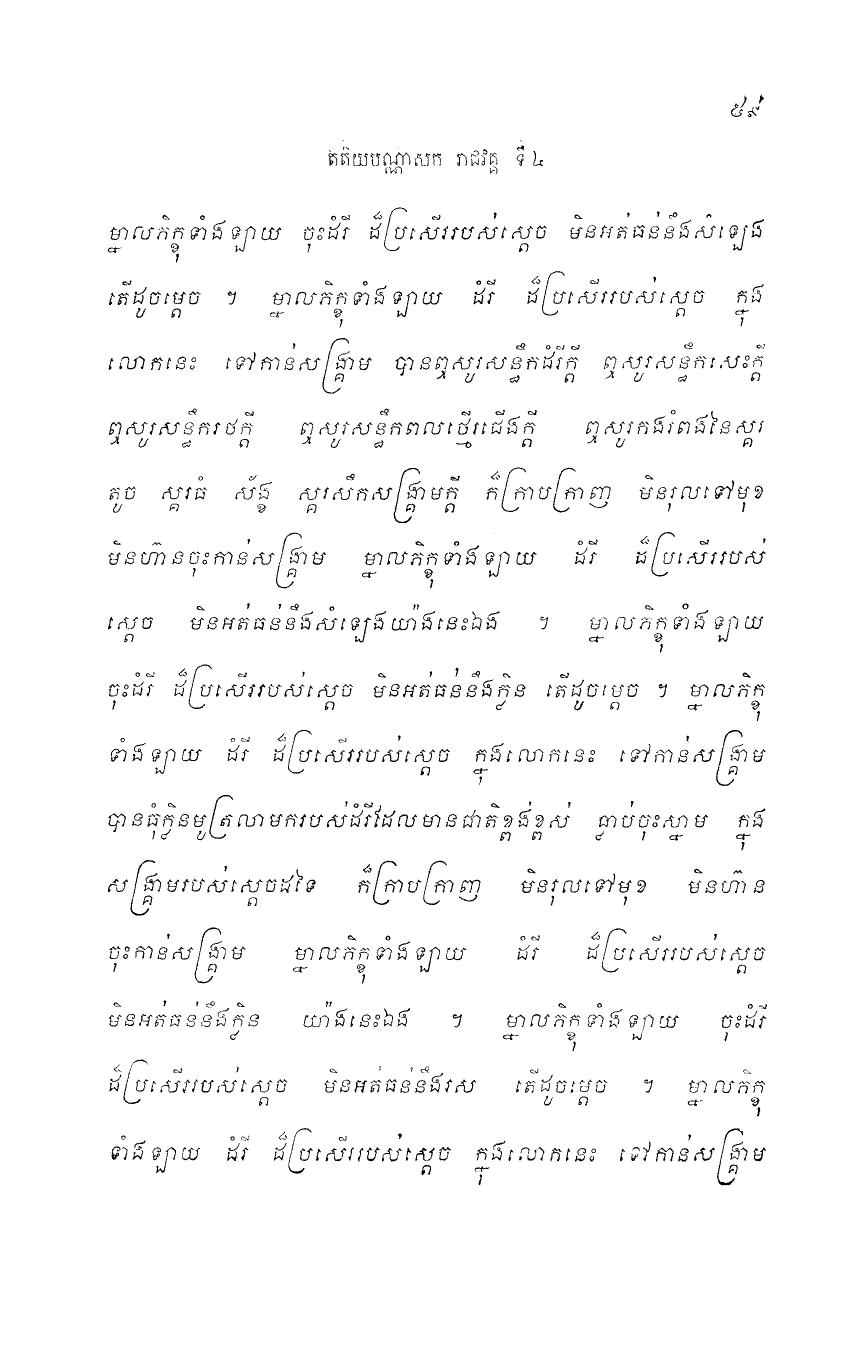 ៥៩
តតិយបណ្ណាសក រាជវគ្គ ទី ៤
ម្នាលភិក្ខុទាំងឡាយ ចុះដំរី ដ៏ប្រសើររបស់ស្តេច មិនអត់ធន់នឹងសំឡេង
តើដូចម្តេច ។ ម្នាលភិក្ខុទាំងឡាយ ដំរី ដ៏ប្រសើររបស់ស្តេច ក្នុង
លោកនេះ ទៅកាន់សង្គ្រាម បានឮសូរសន្ធឹកដំរីក្តី ឮសូរសន្ធឹកសេះក្តី
ឮសូរសន្ធឹករថក្តី ឮសូរសន្ធឹកពលថ្មើរជើងក្តី ឮសូរកងរំពងនៃស្គរ
តូច ស្គរធំ ស័ង្ខ ស្គរសឹកសង្គ្រាមក្តី ក៏ក្រាបក្រាញ មិនរុលទៅមុខ
មិនហ៊ានចុះកាន់សង្គ្រាម ម្នាលភិក្ខុទាំងឡាយ ដំរី ដ៏ប្រសើររបស់
ស្តេច មិនអត់ធន់នឹងសំឡេងយ៉ាងនេះឯង ។ ម្នាលភិក្ខុទាំងឡាយ
ចុះដំរី ដ៏ប្រសើររបស់ស្តេច មិនអត់ធន់នឹងក្លិន តើដូចម្តេច ។ ម្នាលភិក្ខុ
ទាំងឡាយ ដំរី ដ៏ប្រសើររបស់ស្តេច ក្នុងលោកនេះ ទៅកាន់សង្គ្រាម
បានធុំក្លិនមូត្រលាមករបស់ដំរីដែលមានជាតិខ្ពង់ខ្ពស់ ធ្លាប់ចុះស្នាម ក្នុង
សង្គ្រាមរបស់ស្តេចដទៃ ក៏ក្រាបក្រាញ មិនរុលទៅមុខ មិនហ៊ាន
ចុះកាន់សង្គ្រាម ម្នាលភិក្ខុទាំងឡាយ ដំរី ដ៏ប្រសើររបស់ស្តេច
មិនអត់ធន់នឹងក្លិន យ៉ាងនេះឯង ។ ម្នាលភិក្ខុទាំងឡាយ ចុះដំរី
ដ៏ប្រសើររបស់ស្តេច មិនអត់ធន់នឹងរស តើដូចម្តេច ។ ម្នាលភិក្ខុ
ទាំងឡាយ ដំរី ដ៏ប្រសើររបស់ស្តេច ក្នុងលោកនេះ ទៅកាន់សង្គ្រាម